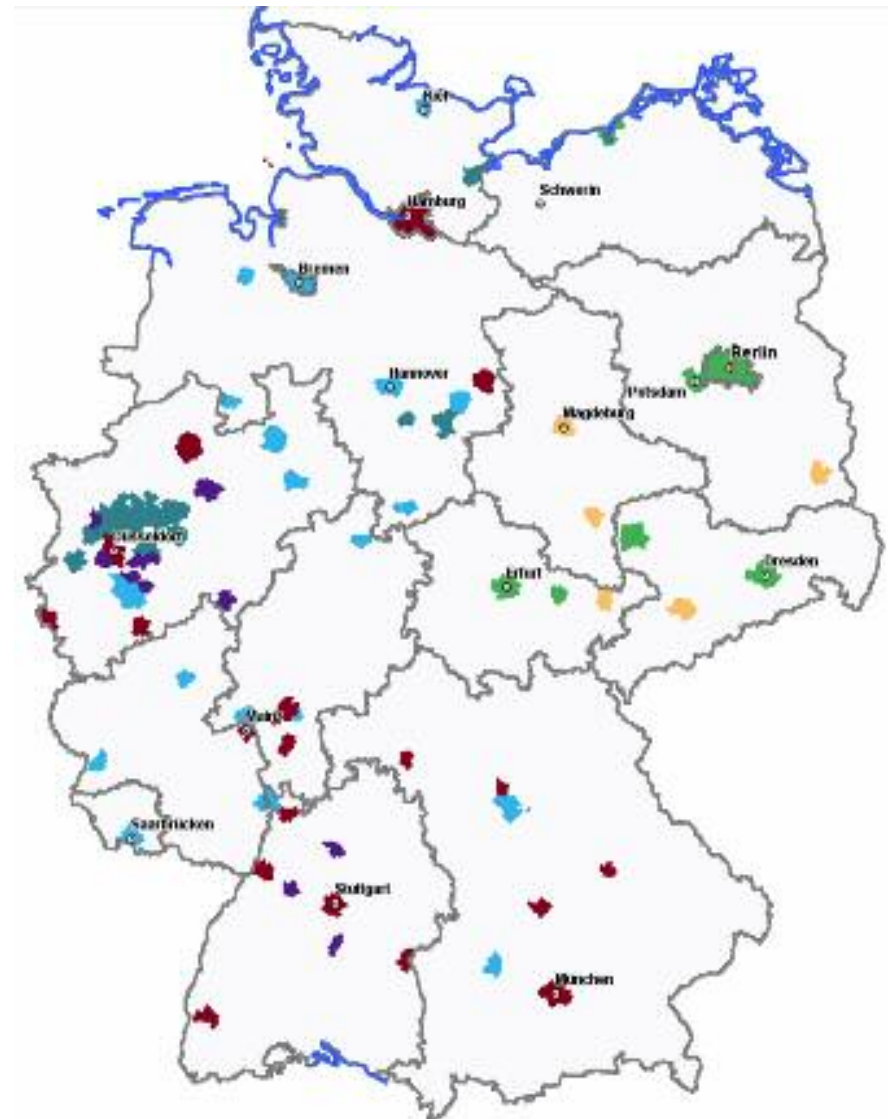 Kiel
Schwerin
Hamburg
Bremen
Berlin
Hannover
Potsdam
Magdeburg
Düsseldorf
Erfurt
Dresden
Mainz
Saarbrücken
Stuttgart
München